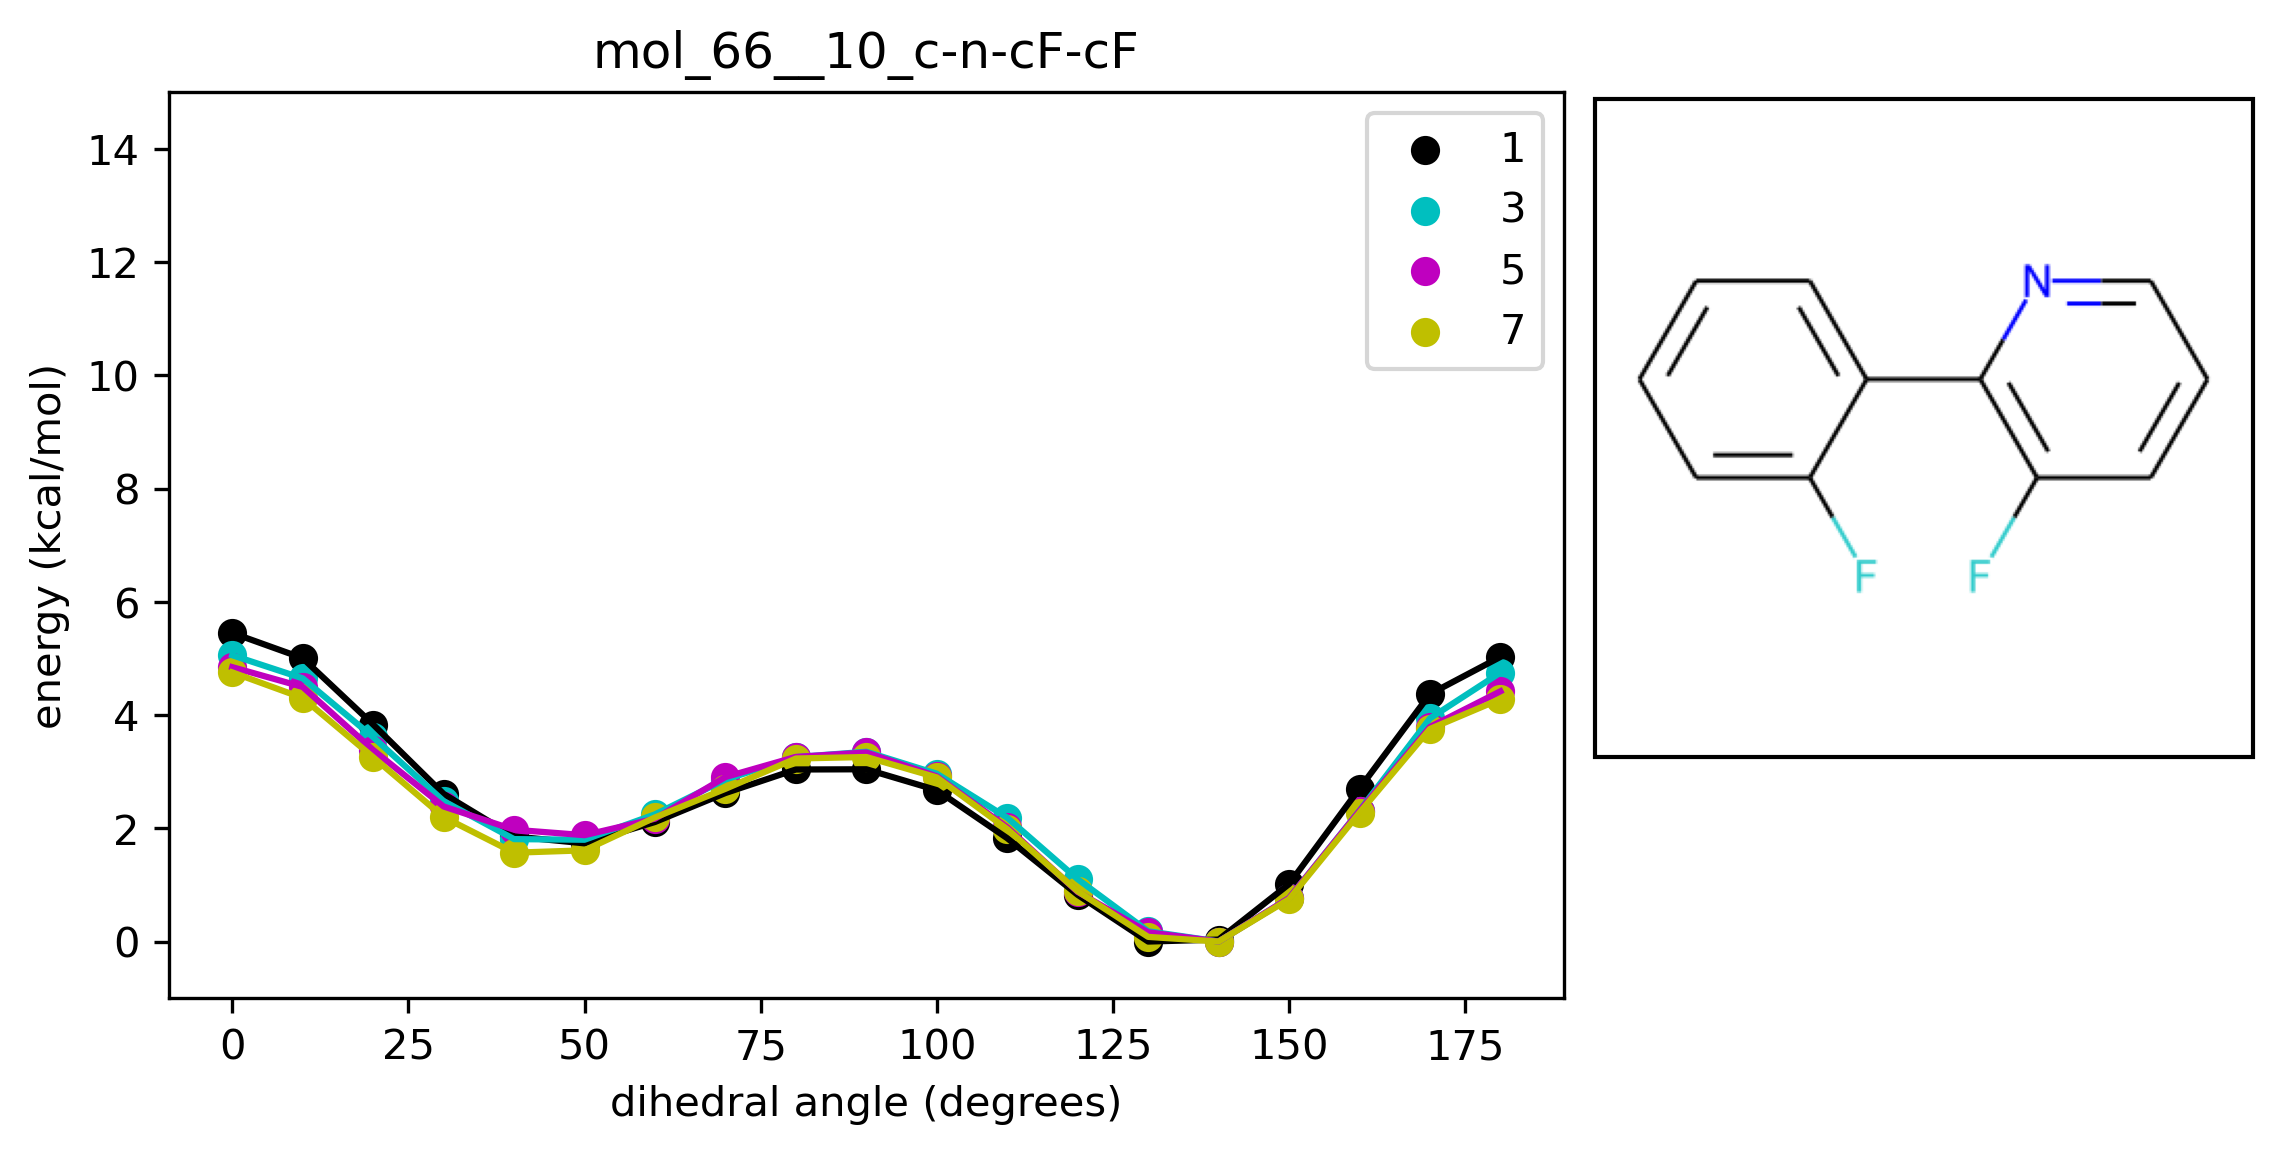 mol_66__10_c-n-cF-cF
energy (kcal/mol)
14
12
10
8
6
4
2
0
0 25 50 75 100 125 150 175
dihedral angle (degrees)
1
3
5
7
N
F F